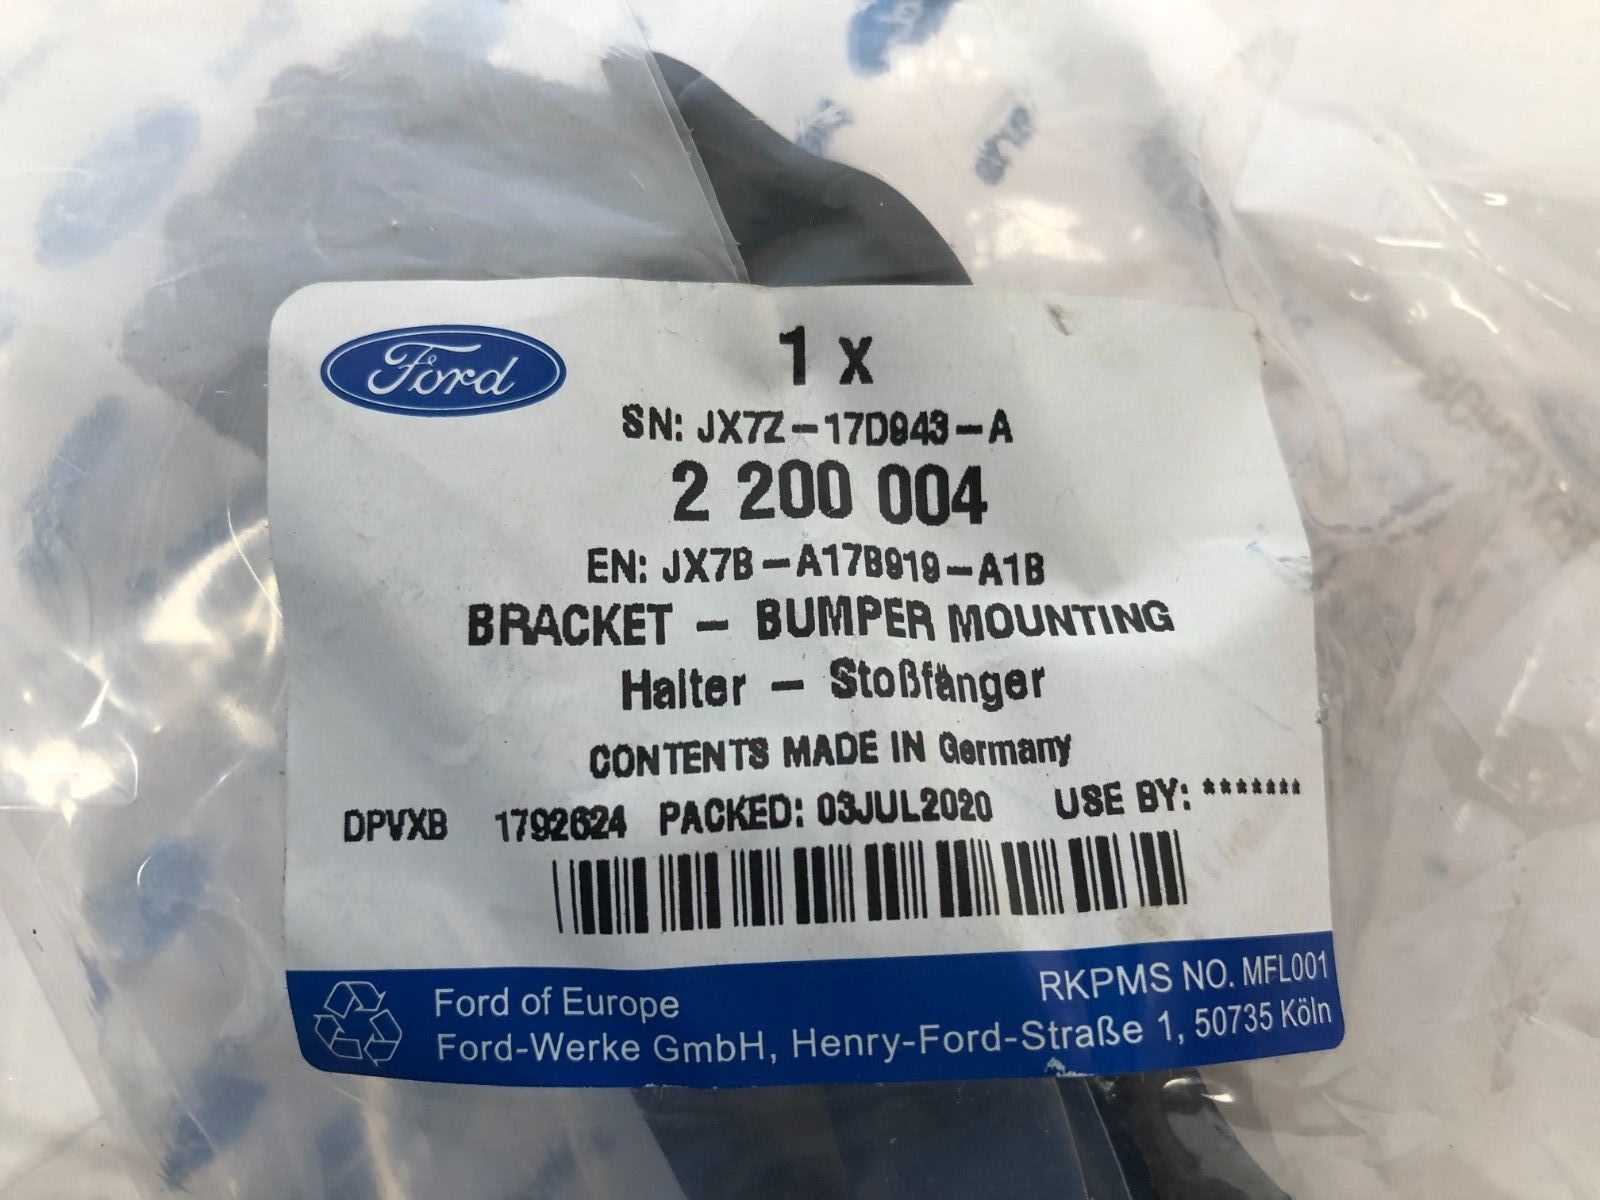 Ford
1 x
SN: JX7Z-17D943-A
2 200 004
EN: JX7B-A17B919-A1B
BRACKET - BUMPER MOUNTING
Halter - Stoßfänger
CONTENTS MADE IN Germany
DPVXB 1792624 PACKED: 03JUL2020 USE BY: *******
RKPMS NO. MFL001
Ford of Europe
Ford-Werke GmbH, Henry-Ford-Straße 1, 50735 Köln